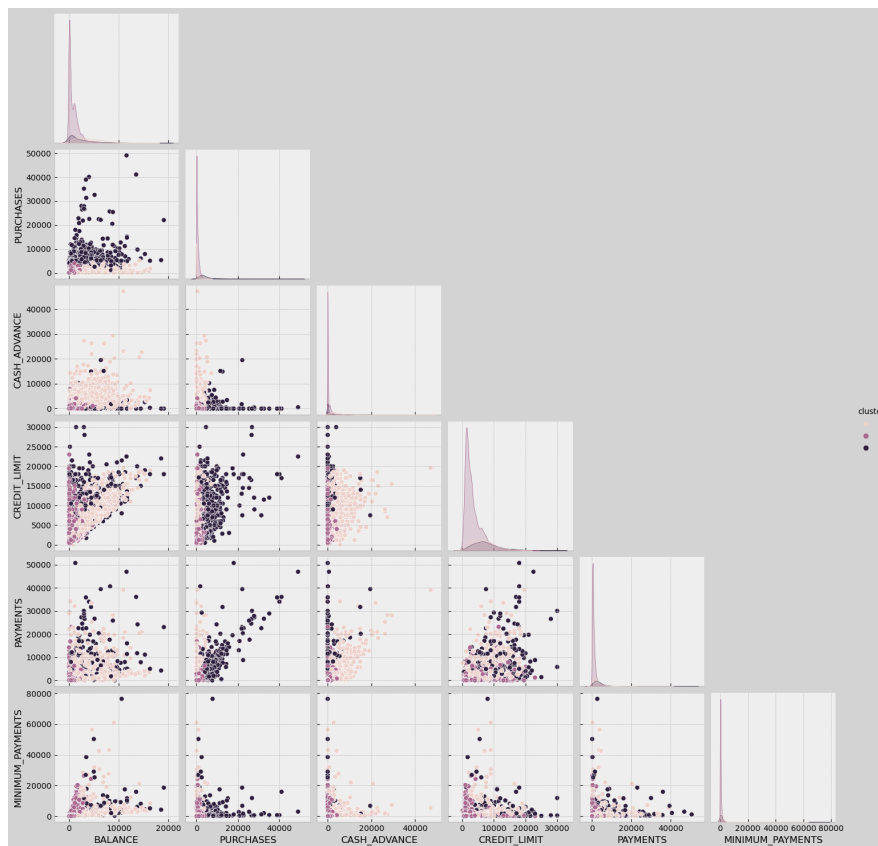 PURCHASES
50000
40000
30000
20000
10000
0
CASH_ADVANCE
40000
30000
20000
10000
0
cluste
CREDIT_LIMIT
30000
25000
20000
15000
10000
5000
0
PAYMENTS
50000
40000
30000
20000
10000
0
MINIMUM_PAYMENTS
80000
60000
40000
20000
0
0 10000 20000
BALANCE
0 20000 40000
PURCHASES
0 20000 40000
CASH_ADVANCE
0 10000 20000 30000
CREDIT_LIMIT
0 20000 40000
PAYMENTS
0 20000 40000 60000 80000
MINIMUM_PAYMENTS